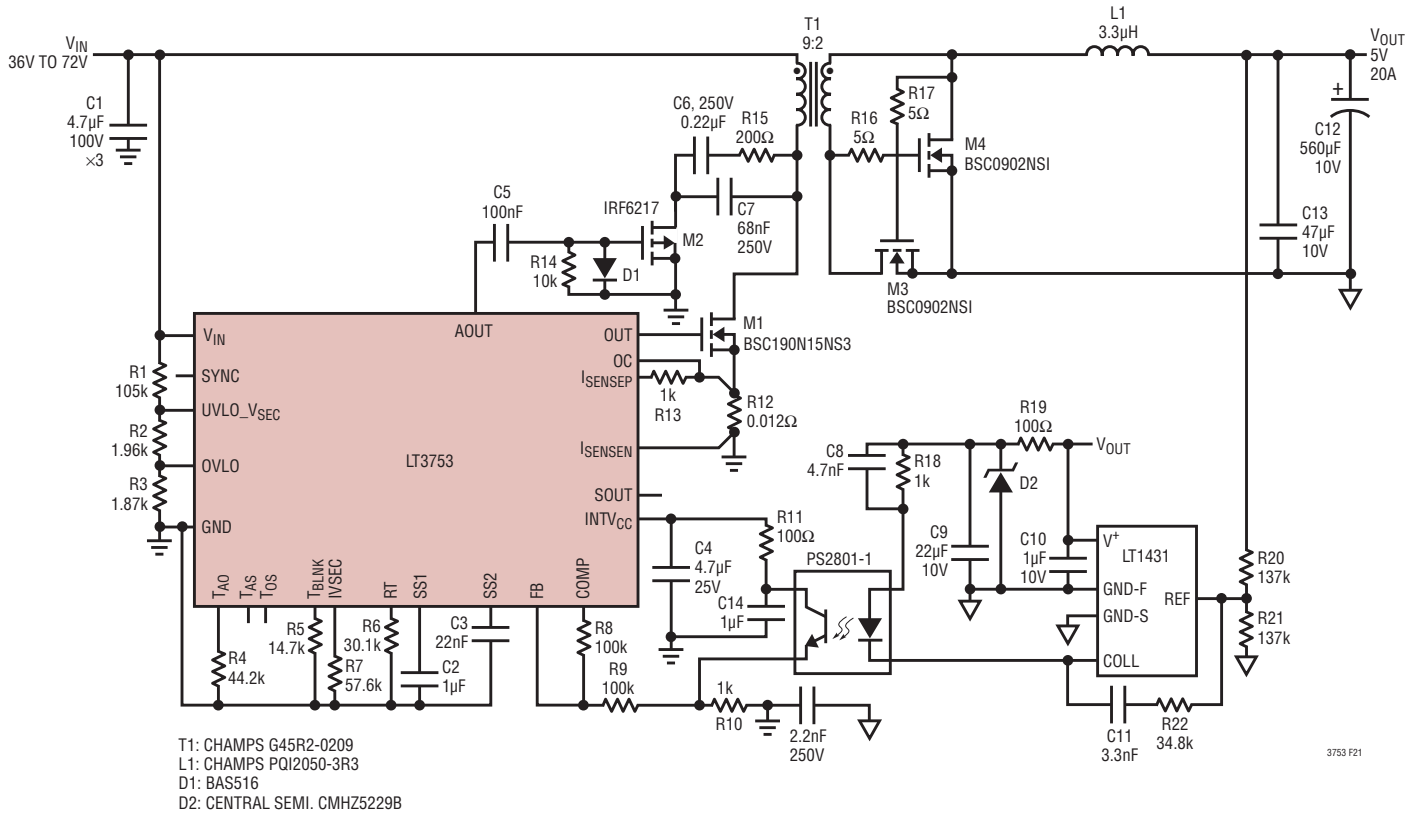 VIN
36V TO 72V
C1
4.7µF
100V
×3
T1
9:2
L1
3.3µH
VOUT
5V
20A
+
C12
560µF
10V
C13
47µF
10V
C6, 250V
0.22µF
R15
200Ω
C7
68nF
250V
R16
5Ω
R17
5Ω
M4
BSC0902NSI
M3
BSC0902NSI
C5
100nF
IRF6217
M2
R14
10k
D1
M1
BSC190N15NS3
R1
105k
R2
1.96k
R3
1.87k
VIN
SYNC
UVLO_VSEC
OVLO
GND
AOUT
LT3753
OUT
OC
ISENSEP
ISENSEN
SOUT
INTVCC
TAO
TAS
TOS
TBLNK
IVSEC
RT
SS1
SS2
FB
COMP
1k
R13
R12
0.012Ω
R4
44.2k
R5
14.7k
R7
57.6k
R6
30.1k
C2
1µF
C3
22nF
R8
100k
R9
100k
1k
R10
2.2nF
250V
C4
4.7µF
25V
R11
100Ω
C14
1µF
PS2801-1
C8
4.7nF
R18
1k
R19
100Ω
VOUT
D2
C9
22µF
10V
C10
1µF
10V
V+
LT1431
GND-F
REF
GND-S
COLL
R20
137k
R21
137k
C11
3.3nF
R22
34.8k
T1: CHAMPS G45R2-0209
L1: CHAMPS PQI2050-3R3
D1: BAS516
D2: CENTRAL SEMI. CMHZ5229B
3753 F21